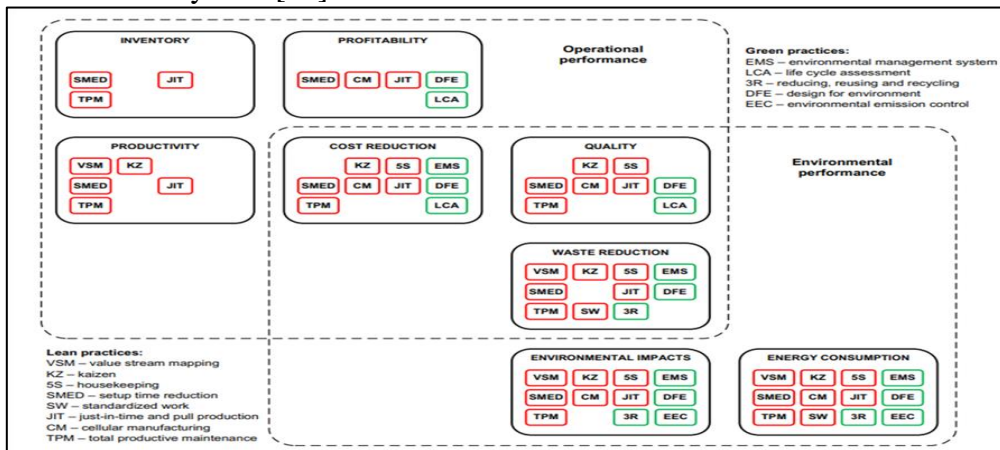 INVENTORY
SMED JIT
TPM
PROFITABILITY
SMED CM JIT DFE
LCA
Operational
performance
Green practices:
EMS – environmental management system
LCA – life cycle assessment
3R – reducing, reusing and recycling
DFE – design for environment
EEC – environmental emission control
PRODUCTIVITY
VSM KZ
SMED JIT
TPM
COST REDUCTION
KZ 5S EMS
SMED CM JIT DFE
TPM LCA
QUALITY
KZ 5S
SMED CM JIT DFE
TPM LCA
Environmental
performance
WASTE REDUCTION
VSM KZ 5S EMS
SMED JIT DFE
TPM SW 3R
Lean practices:
VSM – value stream mapping
KZ – kaizen
5S – housekeeping
SMED – setup time reduction
SW – standardized work
JIT – just-in-time and pull production
CM – cellular manufacturing
TPM – total productive maintenance
ENVIRONMENTAL IMPACTS
VSM KZ 5S EMS
SMED CM JIT DFE
TPM 3R EEC
ENERGY CONSUMPTION
VSM KZ 5S EMS
SMED CM JIT DFE
TPM SW 3R EEC